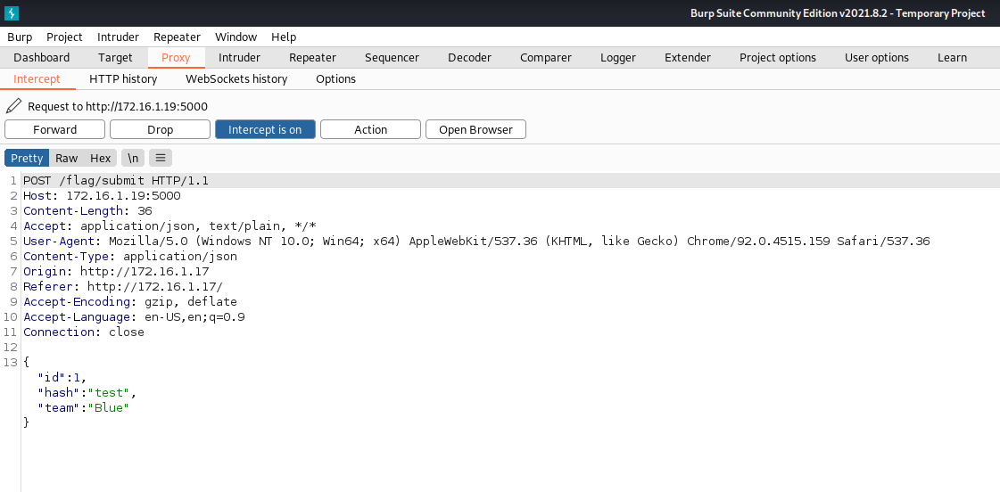 Burp Suite Community Edition v2021.8.2 - Temporary Project
Burp Project Intruder Repeater Window Help
Dashboard Target Proxy Intruder Repeater Sequencer Decoder Comparer Logger Extender Project options User options Learn
Intercept HTTP history WebSockets history Options
Request to http://172.16.1.19:5000
Forward Drop Intercept is on Action Open Browser
Pretty Raw Hex \n
1 POST /flag/submit HTTP/1.1
2 Host: 172.16.1.19:5000
3 Content-Length: 36
4 Accept: application/json, text/plain, */*
5 User-Agent: Mozilla/5.0 (Windows NT 10.0; Win64; x64) AppleWebKit/537.36 (KHTML, like Gecko) Chrome/92.0.4515.159 Safari/537.36
6 Content-Type: application/json
7 Origin: http://172.16.1.17
8 Referer: http://172.16.1.17/
9 Accept-Encoding: gzip, deflate
10 Accept-Language: en-US,en;q=0.9
11 Connection: close
12
13 {
"id":1,
"hash":"test",
"team":"Blue"
}